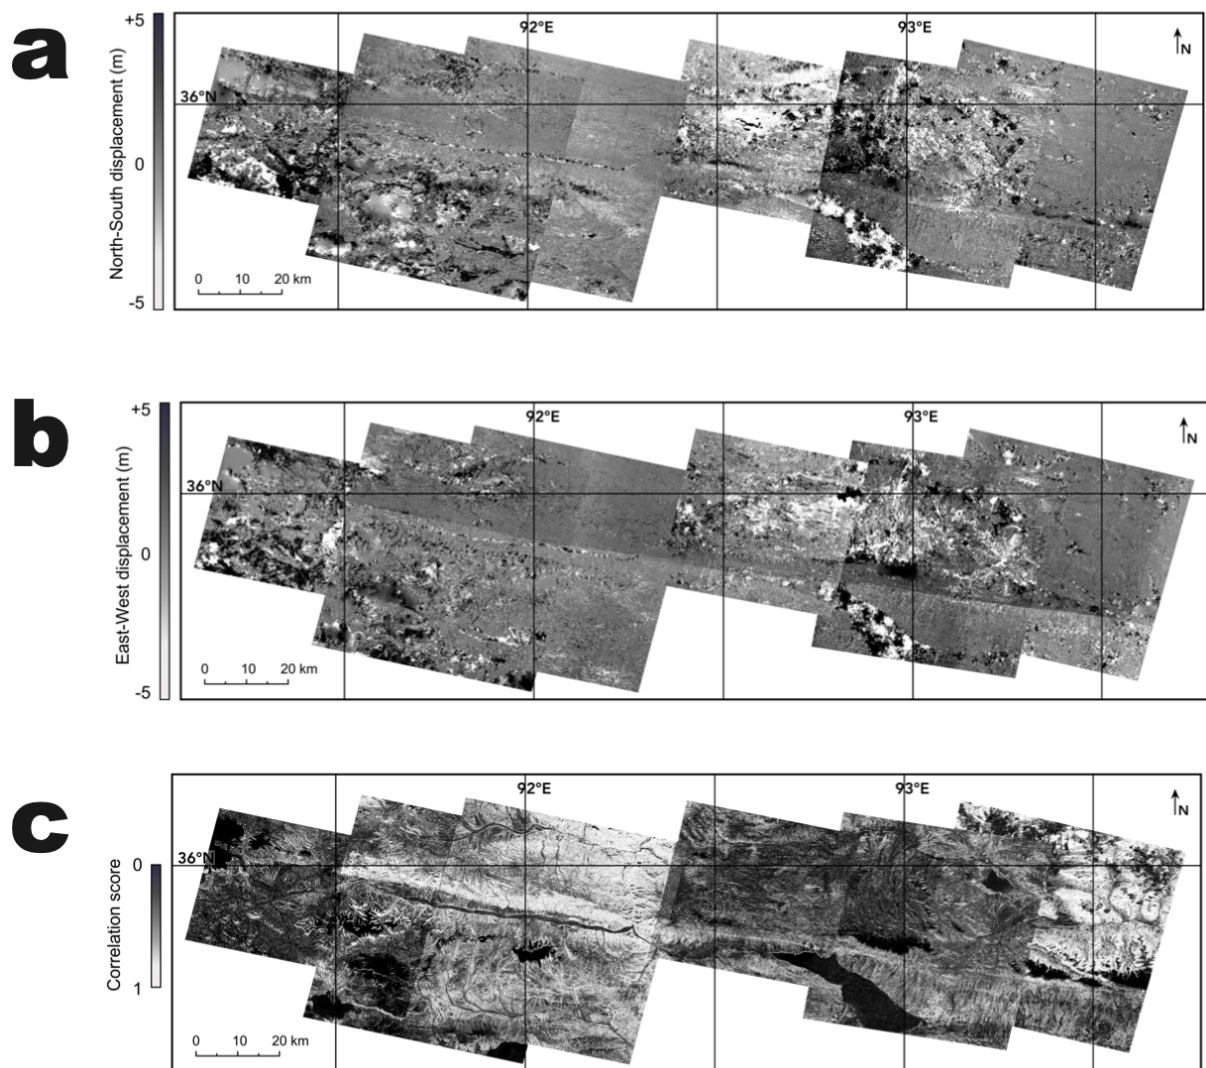 a
+5
North-South displacement (m)
0
-5
92°E
93°E
N
36°N
0 10 20 km
b
+5
East-West displacement (m)
0
-5
92°E
93°E
N
36°N
0 10 20 km
c
Correlation score
0
1
92°E
93°E
N
36°N
0 10 20 km